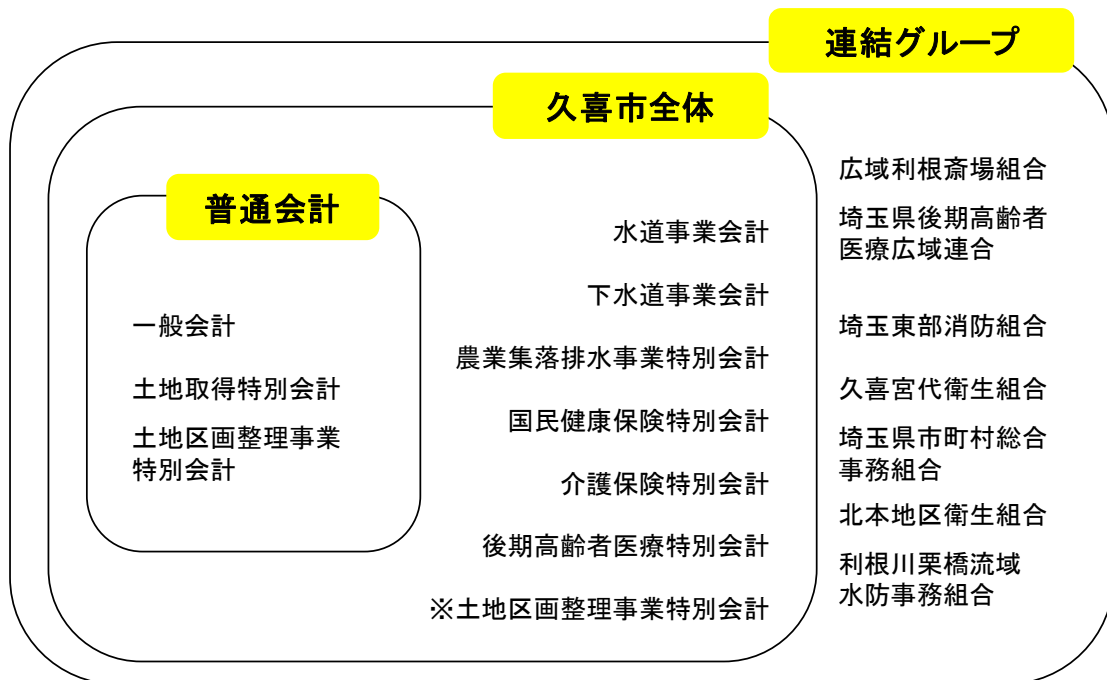 連結グループ
久喜市全体
普通会計
一般会計
土地取得特別会計
土地区画整理事業
特別会計
水道事業会計
下水道事業会計
農業集落排水事業特別会計
国民健康保険特別会計
介護保険特別会計
後期高齢者医療特別会計
※土地区画整理事業特別会計
広域利根斎場組合
埼玉県後期高齢者
医療広域連合
埼玉東部消防組合
久喜宮代衛生組合
埼玉県市町村総合
事務組合
北本地区衛生組合
利根川栗橋流域
水防事務組合